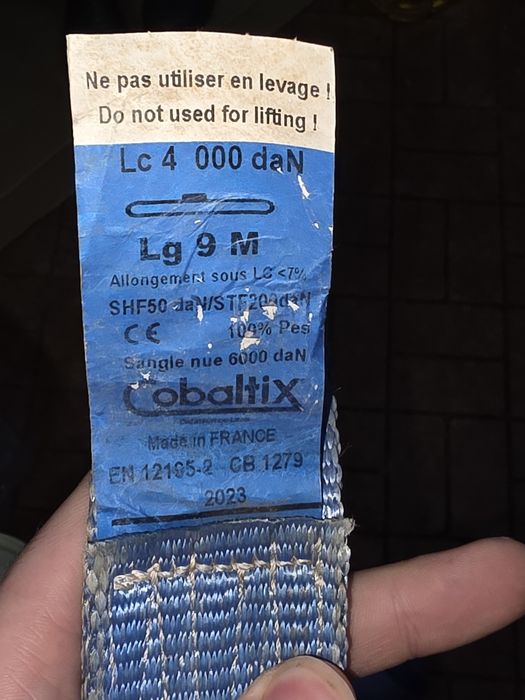 Ne pas utiliser en levage !
Do not used for lifting !
Lc 4 000 daN
Lg 9 M
Allongement sous LC <7%
SHF50 daN/STF200daN
CE 100% Pes
Sangle nue 6000 daN
Cobaltix
Made in FRANCE
EN 12195-2 CB 1279
2023